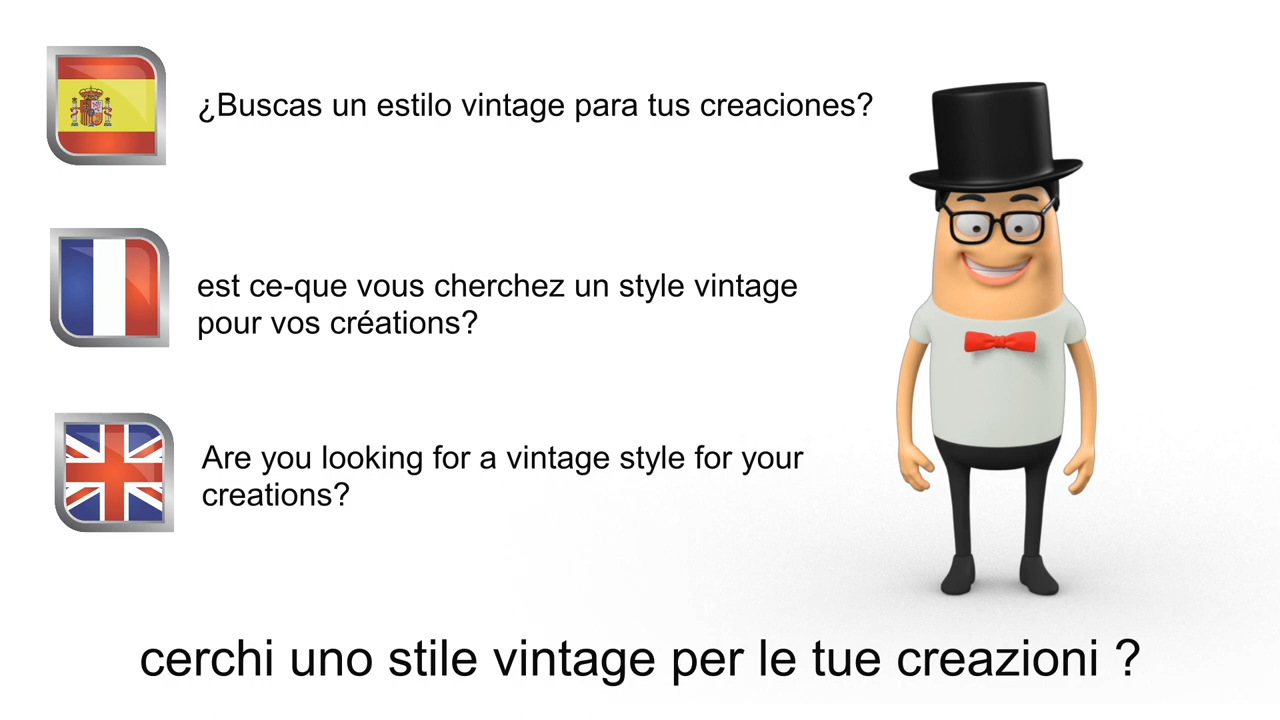 ¿Buscas un estilo vintage para tus creaciones?
est ce-que vous cherchez un style vintage
pour vos créations?
Are you looking for a vintage style for your
creations?
cerchi uno stile vintage per le tue creazioni ?